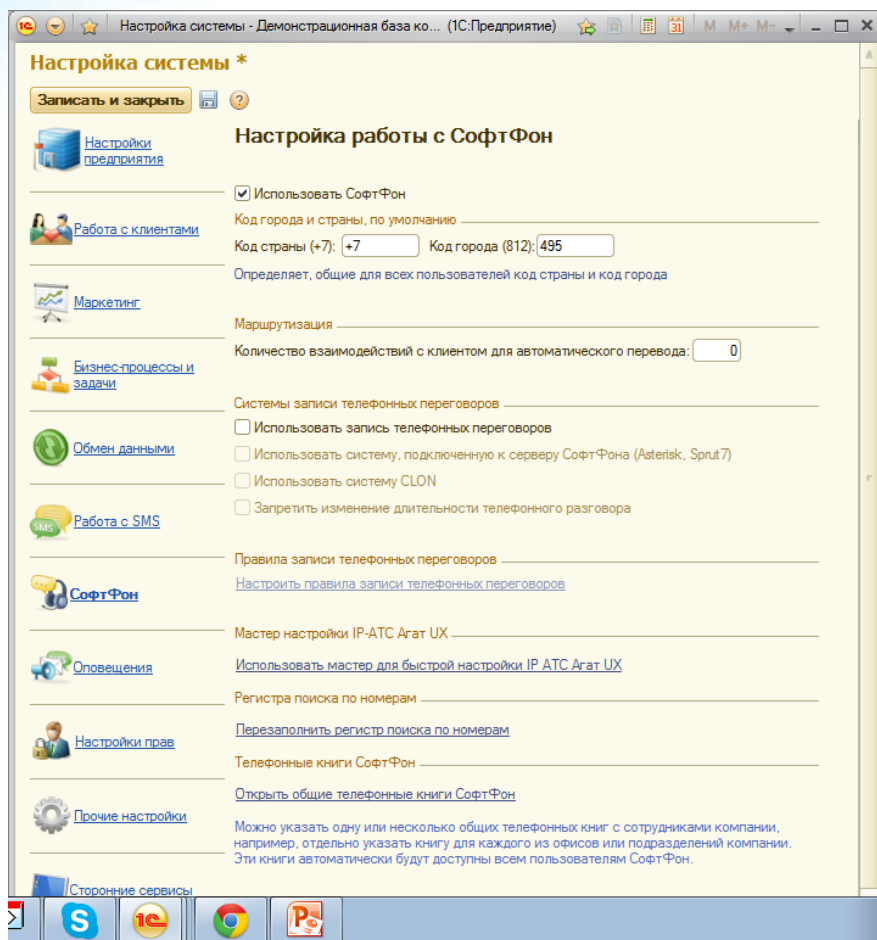 Настройка системы - Демонстрационная база ко... (1С:Предприятие)
M M+ M-
Настройка системы *
Записать и закрыть
Настройки
предприятия
Работа с клиентами
Маркетинг
Бизнес-процессы и
задачи
Обмен данными
SMS
Работа с SMS
СофтФон
Оповещения
Настройки прав
Прочие настройки
Сторонние сервисы
Настройка работы с СофтФон
Использовать СофтФон
Код города и страны, по умолчанию
Код страны (+7): +7 Код города (812): 495
Определяет, общие для всех пользователей код страны и код города
Маршрутизация
Количество взаимодействий с клиентом для автоматического перевода: 0
Системы записи телефонных переговоров
Использовать запись телефонных переговоров
Использовать систему, подключенную к серверу СофтФона (Asterisk, Sprut7)
Использовать систему CLON
Запретить изменение длительности телефонного разговора
Правила записи телефонных переговоров
Настроить правила записи телефонных переговоров
Мастер настройки IP-АТС Агат UX
Использовать мастер для быстрой настройки IP АТС Агат UX
Регистра поиска по номерам
Перезаполнить регистр поиска по номерам
Телефонные книги СофтФон
Открыть общие телефонные книги СофтФон
Можно указать одну или несколько общих телефонных книг с сотрудниками компании,
например, отдельно указать книгу для каждого из офисов или подразделений компании.
Эти книги автоматически будут доступны всем пользователям СофтФон.